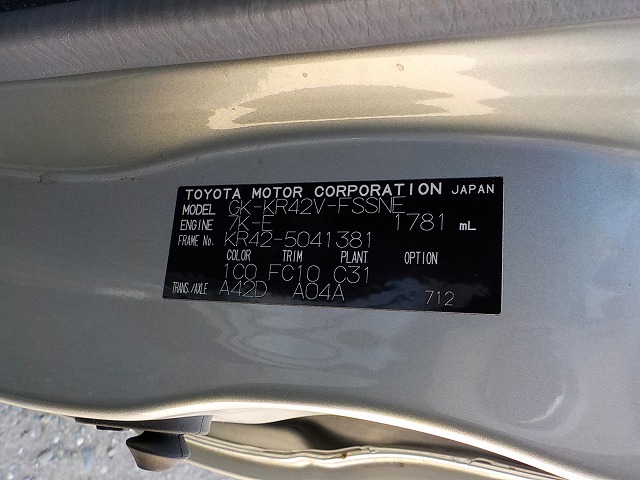 TOYOTA MOTOR CORPORATION JAPAN
MODEL GK-KR42V-FSSNE
ENGINE 7K-E 1781 mL
FRAME No. KR42-5041381
COLOR TRIM PLANT OPTION
1C0 FC10 C31
TRANS./AXLE A42D A04A 712